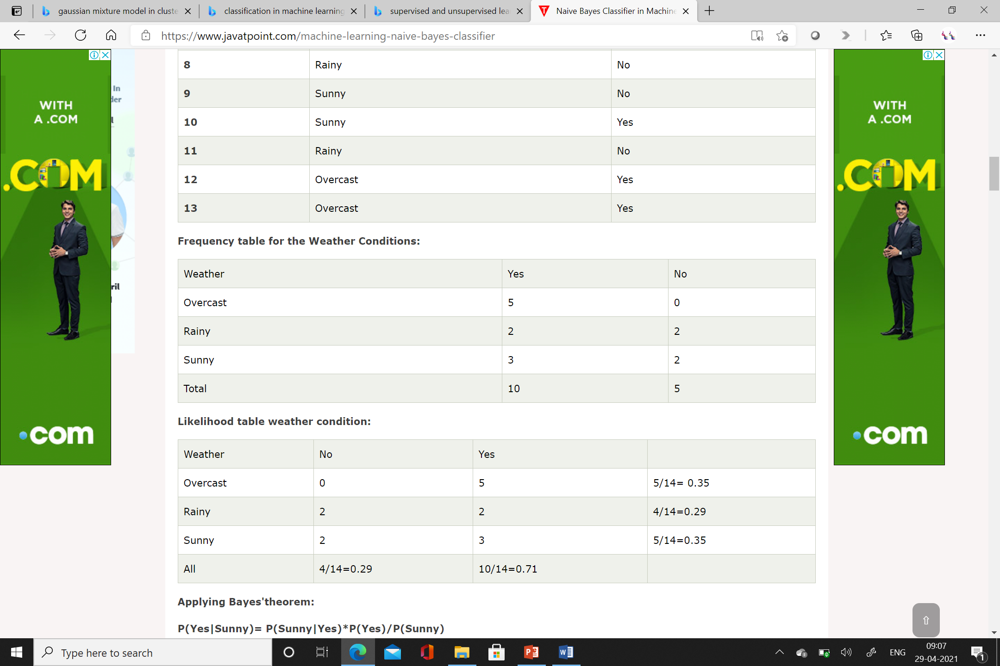 gaussian mixture model in cluste
classification in machine learning
supervised and unsupervised lea
Naive Bayes Classifier in Machine
https://www.javatpoint.com/machine-learning-naive-bayes-classifier
8 Rainy No
9 Sunny No
10 Sunny Yes
11 Rainy No
12 Overcast Yes
13 Overcast Yes
Frequency table for the Weather Conditions:
Weather Yes No
Overcast 5 0
Rainy 2 2
Sunny 3 2
Total 10 5
Likelihood table weather condition:
Weather No Yes
Overcast 0 5 5/14= 0.35
Rainy 2 2 4/14=0.29
Sunny 2 3 5/14=0.35
All 4/14=0.29 10/14=0.71
Applying Bayes'theorem:
P(Yes|Sunny)= P(Sunny|Yes)*P(Yes)/P(Sunny)
WITH
A .COM
.COM
com
In
der
l
ril
WITH
A .COM
.COM
com
Type here to search
ENG
09:07
29-04-2021
1